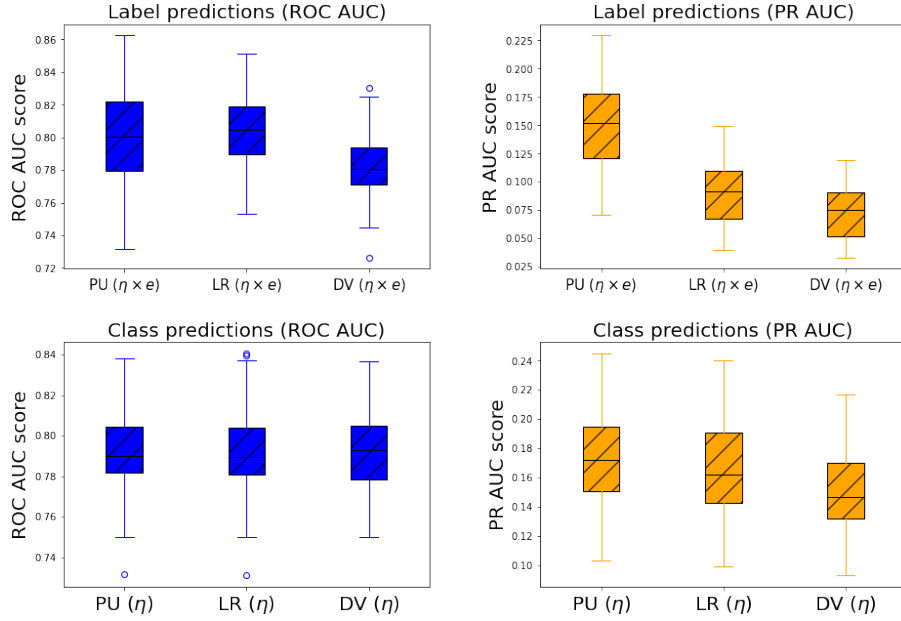 Label predictions (ROC AUC)
ROC AUC score
0.86
0.84
0.82
0.80
0.78
0.76
0.74
0.72
PU (η × e)
LR (η × e)
DV (η × e)
Label predictions (PR AUC)
PR AUC score
0.225
0.200
0.175
0.150
0.125
0.100
0.075
0.050
0.025
PU (η × e)
LR (η × e)
DV (η × e)
Class predictions (ROC AUC)
ROC AUC score
0.84
0.82
0.80
0.78
0.76
0.74
PU (η)
LR (η)
DV (η)
Class predictions (PR AUC)
PR AUC score
0.24
0.22
0.20
0.18
0.16
0.14
0.12
0.10
PU (η)
LR (η)
DV (η)